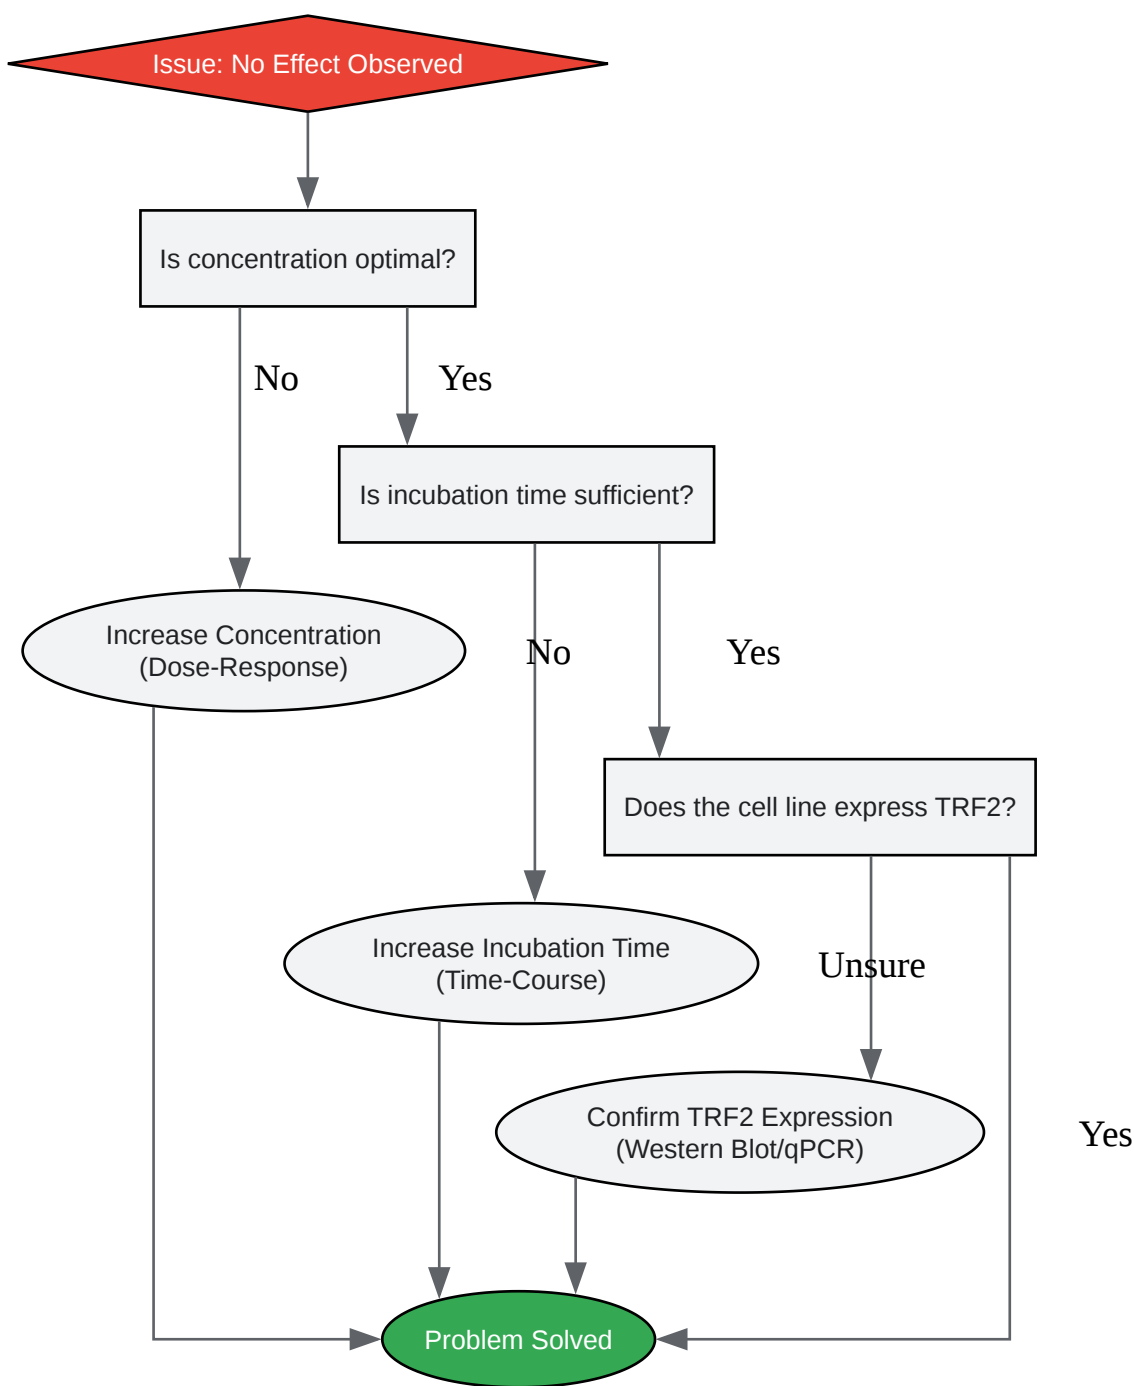 Issue: No Effect Observed
Is concentration optimal?
No
Yes
Is incubation time sufficient?
Increase Concentration
(Dose-Response)
No
Yes
Does the cell line express TRF2?
Increase Incubation Time
(Time-Course)
Unsure
Confirm TRF2 Expression
(Western Blot/qPCR)
Yes
Problem Solved